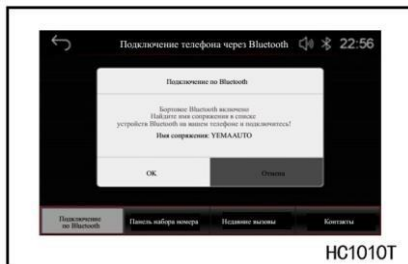 Подключение телефона через Bluetooth 22:56
Подключение по Bluetooth
Бортовое Bluetooth включено
Найдите имя сопряжения в списке
устройств Bluetooth на вашем телефоне и подключитесь!
Имя сопряжения: YEMAAUTO
ОК Отмена
Подключение
по Bluetooth
Панель набора номера
Недавние вызовы
Контакты
HC1010T